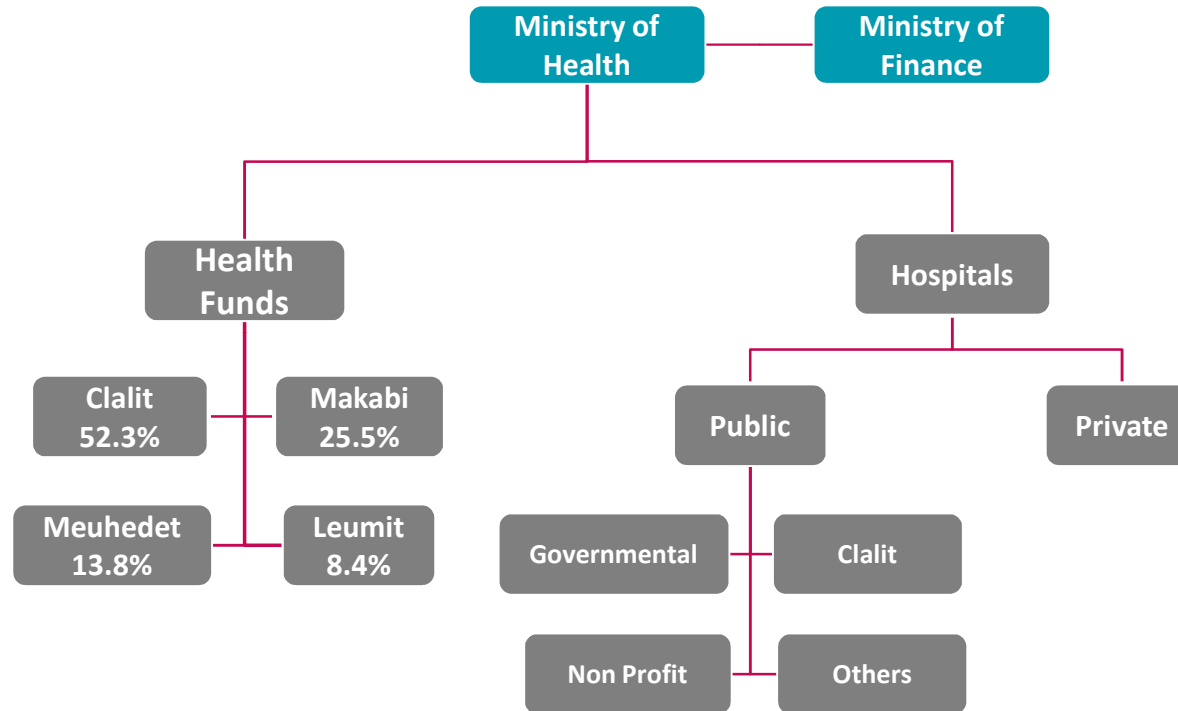 Ministry of
Health
Ministry of
Finance
Health
Funds
Hospitals
Clalit
52.3%
Makabi
25.5%
Public
Private
Meuhedet
13.8%
Leumit
8.4%
Governmental
Clalit
Non Profit
Others